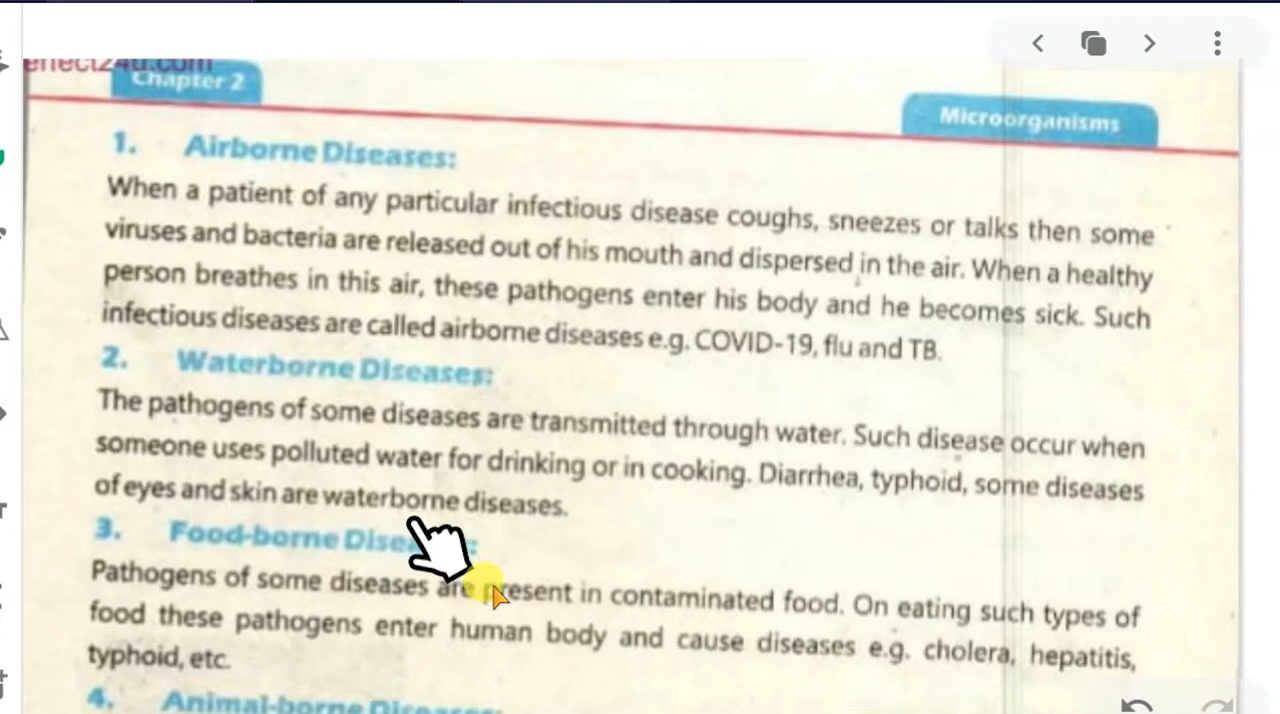 effect24u.com
Chapter 2
Microorganisms
1. Airborne Diseases:
When a patient of any particular infectious disease coughs, sneezes or talks then some
viruses and bacteria are released out of his mouth and dispersed in the air. When a healthy
person breathes in this air, these pathogens enter his body and he becomes sick. Such
infectious diseases are called airborne diseases e.g. COVID-19, flu and TB.
2. Waterborne Diseases:
The pathogens of some diseases are transmitted through water. Such disease occur when
someone uses polluted water for drinking or in cooking. Diarrhea, typhoid, some diseases
of eyes and skin are waterborne diseases.
3. Food-borne Dise
Pathogens of some diseases are present in contaminated food. On eating such types of
food these pathogens enter human body and cause diseases e.g. cholera, hepatitis,
typhoid, etc.
4. Animal-borne Diseases: